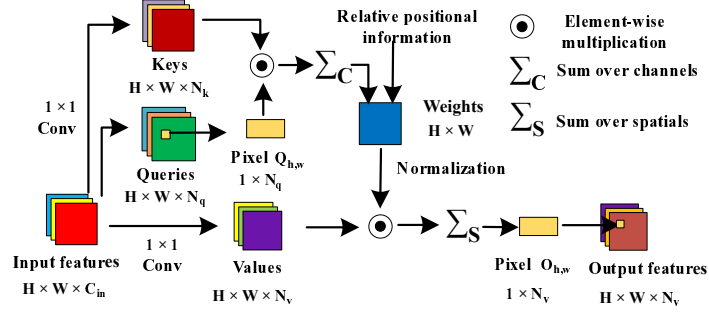 Relative positional
information
Element-wise
multiplication
Keys
H × W × N_k
∑_C
∑_C Sum over channels
1 × 1
Conv
Weights
H × W
∑_S Sum over spatials
Pixel Q_h,w
1 × N_q
Queries
H × W × N_q
Normalization
∑_S
1 × 1
Conv
Input features
H × W × C_in
Values
H × W × N_v
Pixel O_h,w
1 × N_v
Output features
H × W × N_v